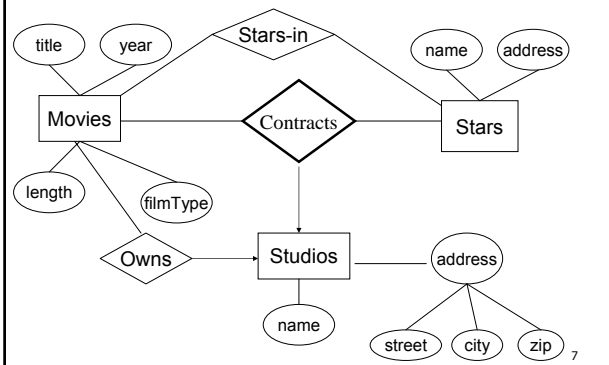 Stars-in
title
year
name
address
Movies
Contracts
Stars
length
filmType
Owns
Studios
address
name
street
city
zip
7